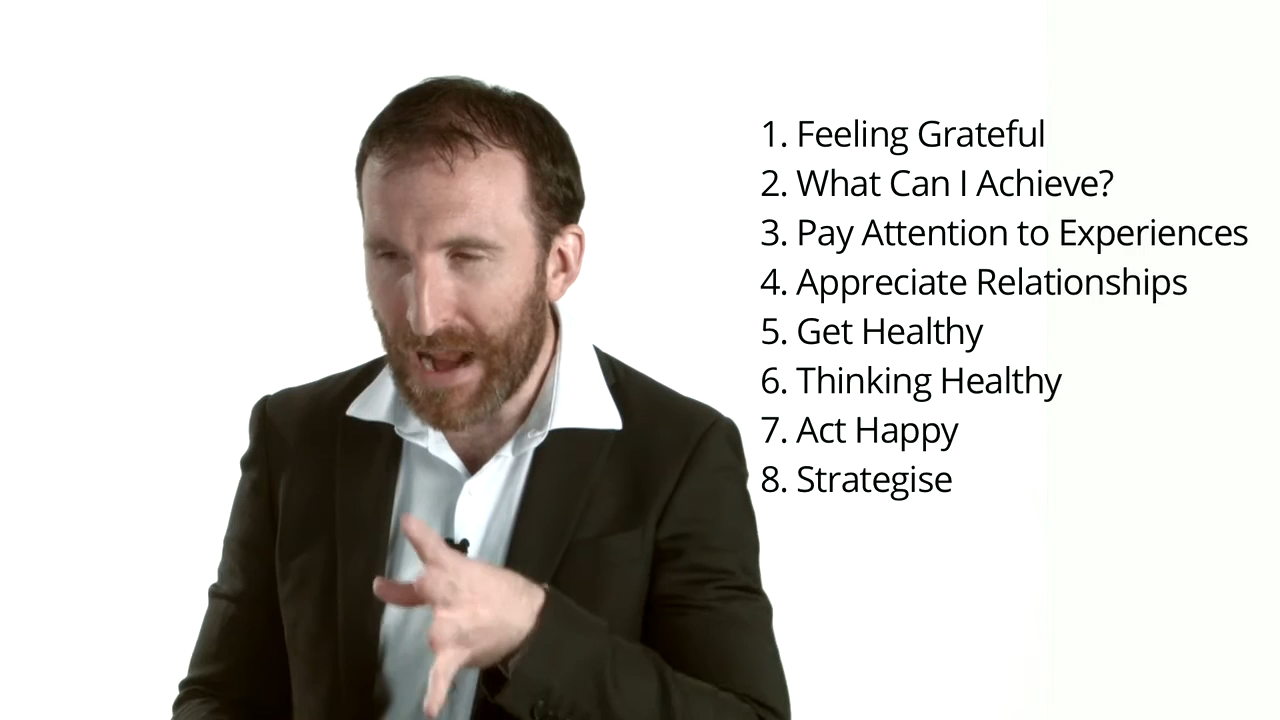 1. Feeling Grateful
2. What Can I Achieve?
3. Pay Attention to Experiences
4. Appreciate Relationships
5. Get Healthy
6. Thinking Healthy
7. Act Happy
8. Strategise